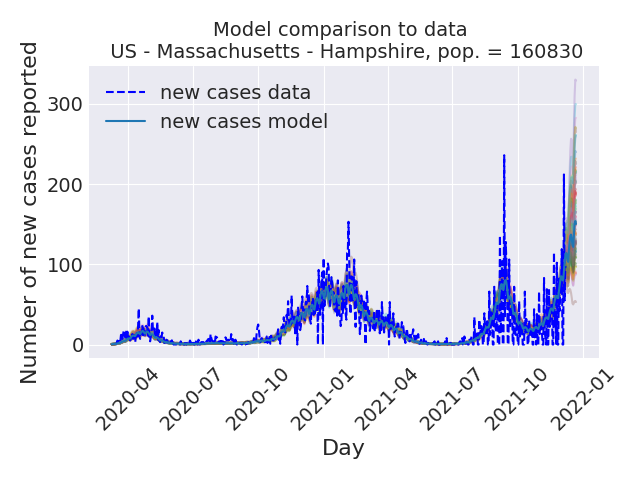 Model comparison to data
US - Massachusetts - Hampshire, pop. = 160830
Number of new cases reported
300
200
100
0
new cases data
new cases model
2020-04
2020-07
2020-10
2021-01
2021-04
2021-07
2021-10
2022-01
Day